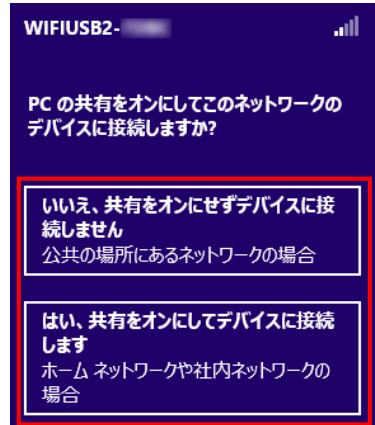 WIFIUSB2-
PC の共有をオンにしてこのネットワークの
デバイスに接続しますか?
いいえ、共有をオンにせずデバイスに接
続しません
公共の場所にあるネットワークの場合
はい、共有をオンにしてデバイスに接続
します
ホーム ネットワークや社内ネットワークの
場合